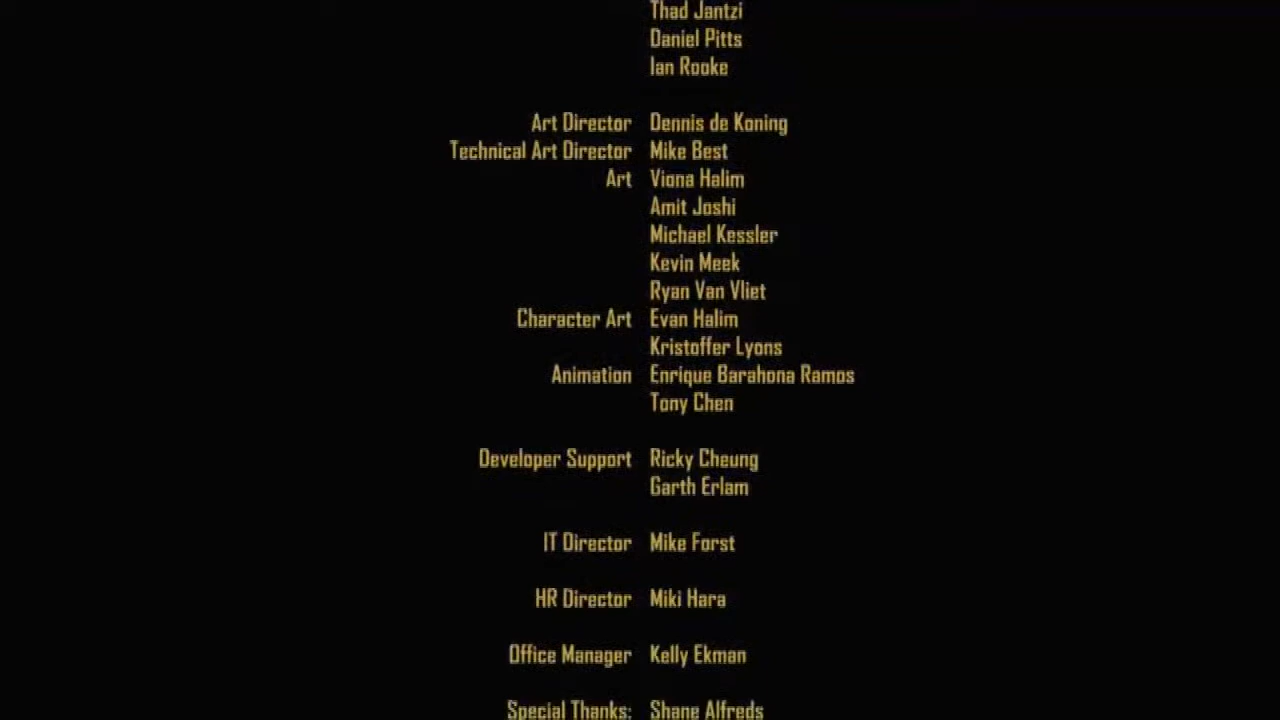 Thad Jantzi
Daniel Pitts
Ian Rooke
Art Director Dennis de Koning
Technical Art Director Mike Best
Art Viona Halim
Amit Joshi
Michael Kessler
Kevin Meek
Ryan Van Vliet
Character Art Evan Halim
Kristoffer Lyons
Animation Enrique Barahona Ramos
Tony Chen
Developer Support Ricky Cheung
Garth Erlam
IT Director Mike Forst
HR Director Miki Hara
Office Manager Kelly Ekman
Special Thanks: Shane Alfreds